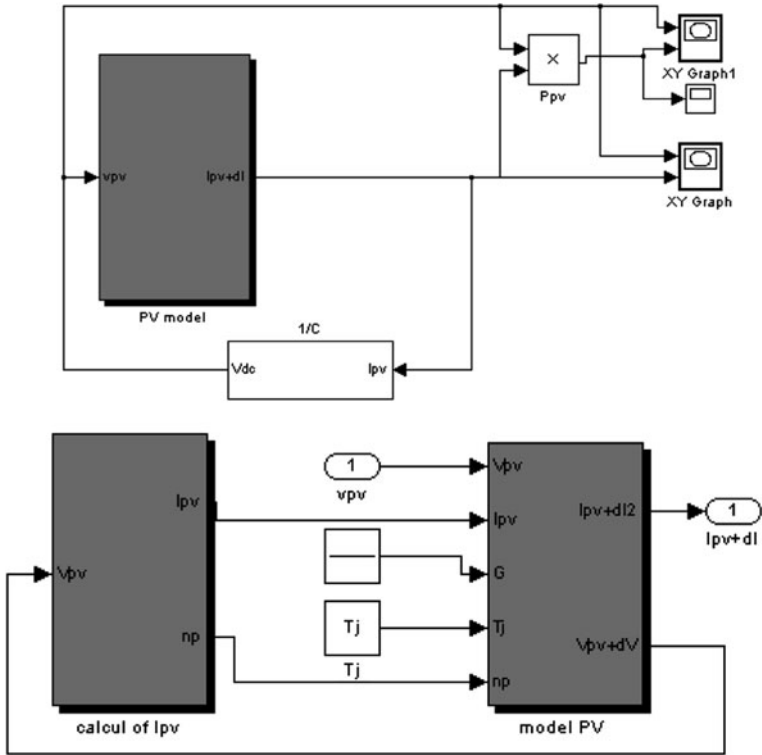 ×
Ppv
XY Graph1
vpv
Ipv+dI
PV model
XY Graph
1/C
Vdc
Ipv
Vpv
Ipv
np
calcul of Ipv
1
vpv
Tj
Tj
Vpv
Ipv
G
Tj
np
Ipv+dI2
Vpv+dV
model PV
1
Ipv+dI